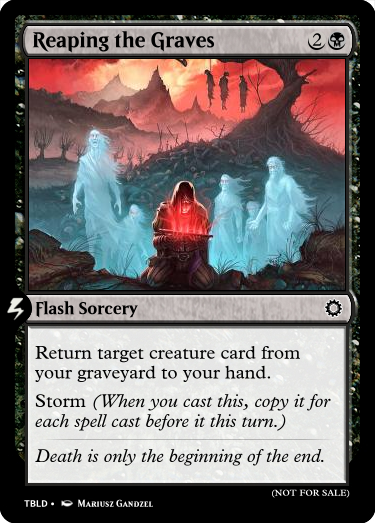 Reaping the Graves 2
Flash Sorcery
Return target creature card from
your graveyard to your hand.
Storm (When you cast this, copy it for
each spell cast before it this turn.)
Death is only the beginning of the end.
(NOT FOR SALE)
TBLD • Mariusz Gandzel